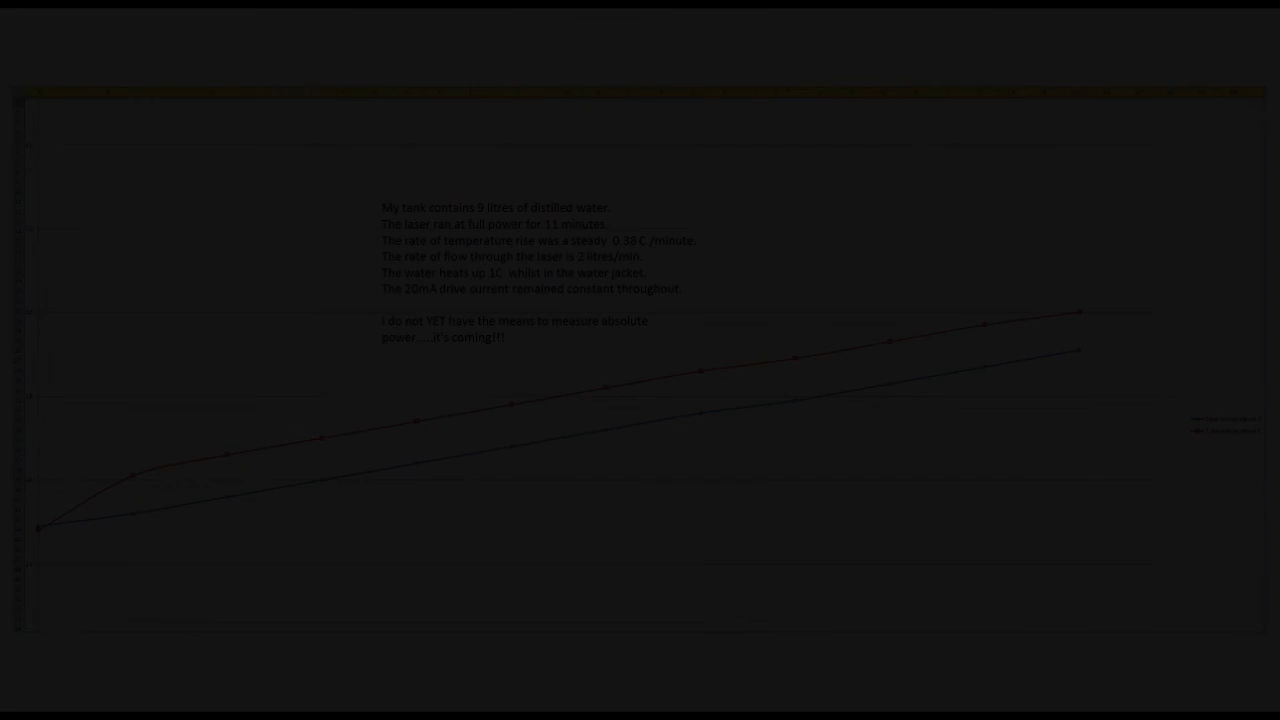 My tank contains 9 litres of distilled water.
The laser ran at full power for 11 minutes.
The rate of temperature rise was a steady 0.38 C /minute.
The rate of flow through the laser is 2 litres/min.
The water heats up 1C whilst in the water jacket.
The 20mA drive current remained constant throughout.
i do not YET have the means to measure absolute
power.....it's coming!!!